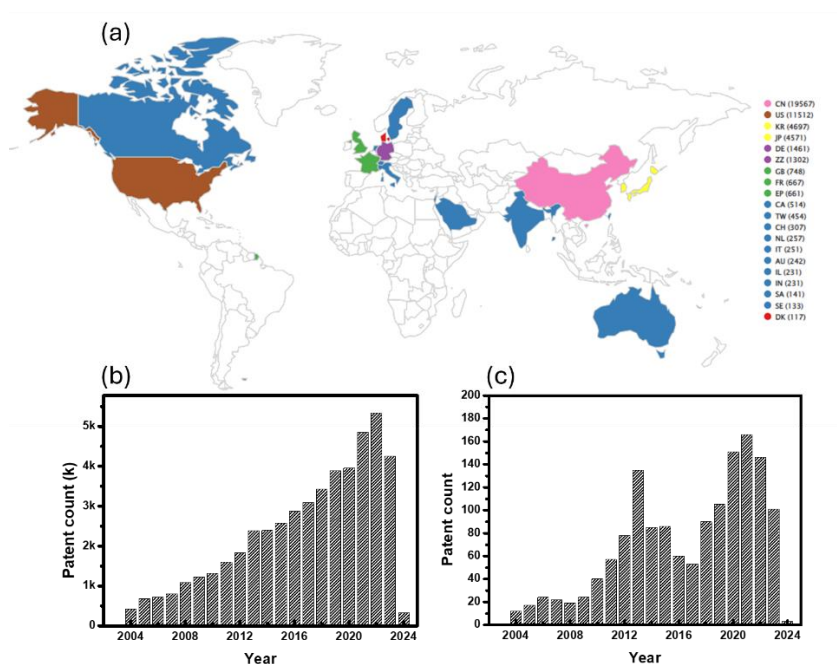 (a)
CN (19567)
US (11512)
KR (4697)
JP (4571)
DE (1461)
ZZ (1302)
GB (748)
FR (667)
EP (661)
CA (514)
TW (454)
CH (307)
NL (257)
IT (251)
AU (242)
IL (231)
IN (231)
SA (141)
SE (133)
DK (117)
(b)
Patent count (k)
5k
4k
3k
2k
1k
0
2004 2008 2012 2016 2020 2024
Year
(c)
Patent count
200
180
160
140
120
100
80
60
40
20
0
2004 2008 2012 2016 2020 2024
Year